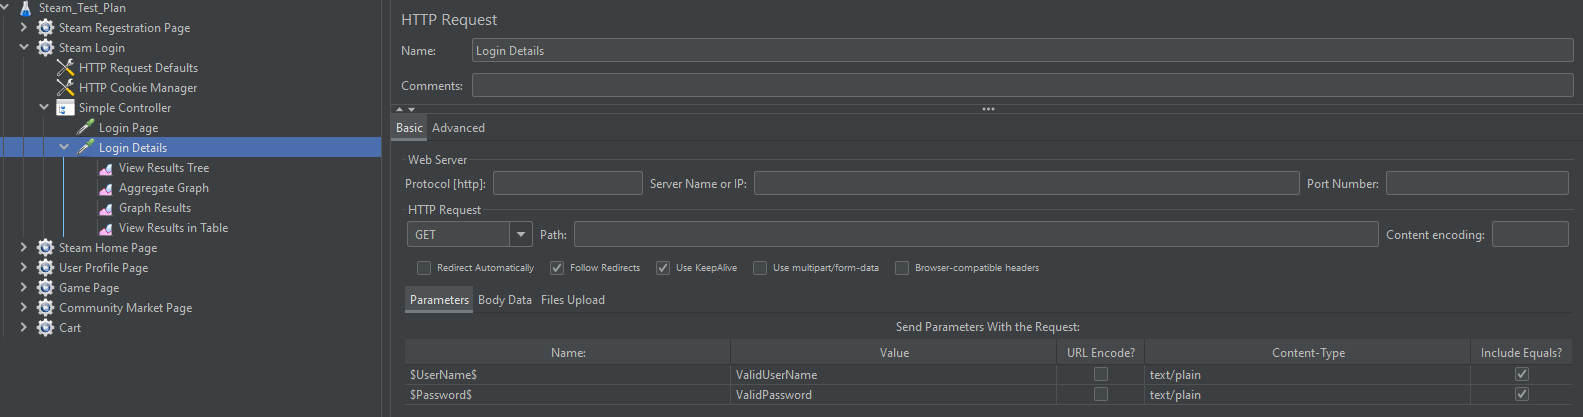 Steam_Test_Plan
Steam Regestration Page
Steam Login
HTTP Request Defaults
HTTP Cookie Manager
Simple Controller
Login Page
Login Details
View Results Tree
Aggregate Graph
Graph Results
View Results in Table
Steam Home Page
User Profile Page
Game Page
Community Market Page
Cart
HTTP Request
Name: Login Details
Comments:
Basic Advanced
Web Server
Protocol [http]: Server Name or IP: Port Number:
HTTP Request
GET Path: Content encoding:
Redirect Automatically Follow Redirects Use KeepAlive Use multipart/form-data Browser-compatible headers
Parameters Body Data Files Upload
Send Parameters With the Request:
Name: Value URL Encode? Content-Type Include Equals?
$UserName$ ValidUserName text/plain
$Password$ ValidPassword text/plain